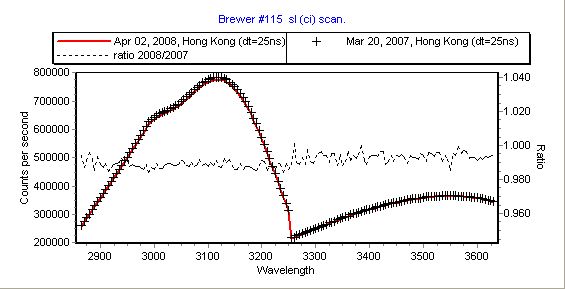 Brewer #115 sl (ci) scan.
Apr 02, 2008, Hong Kong (dt=25ns)
Mar 20, 2007, Hong Kong (dt=25ns)
ratio 2008/2007
800000
700000
600000
500000
400000
300000
200000
Counts per second
1.040
1.020
1.000
0.980
0.960
Ratio
2900 3000 3100 3200 3300 3400 3500 3600
Wavelength